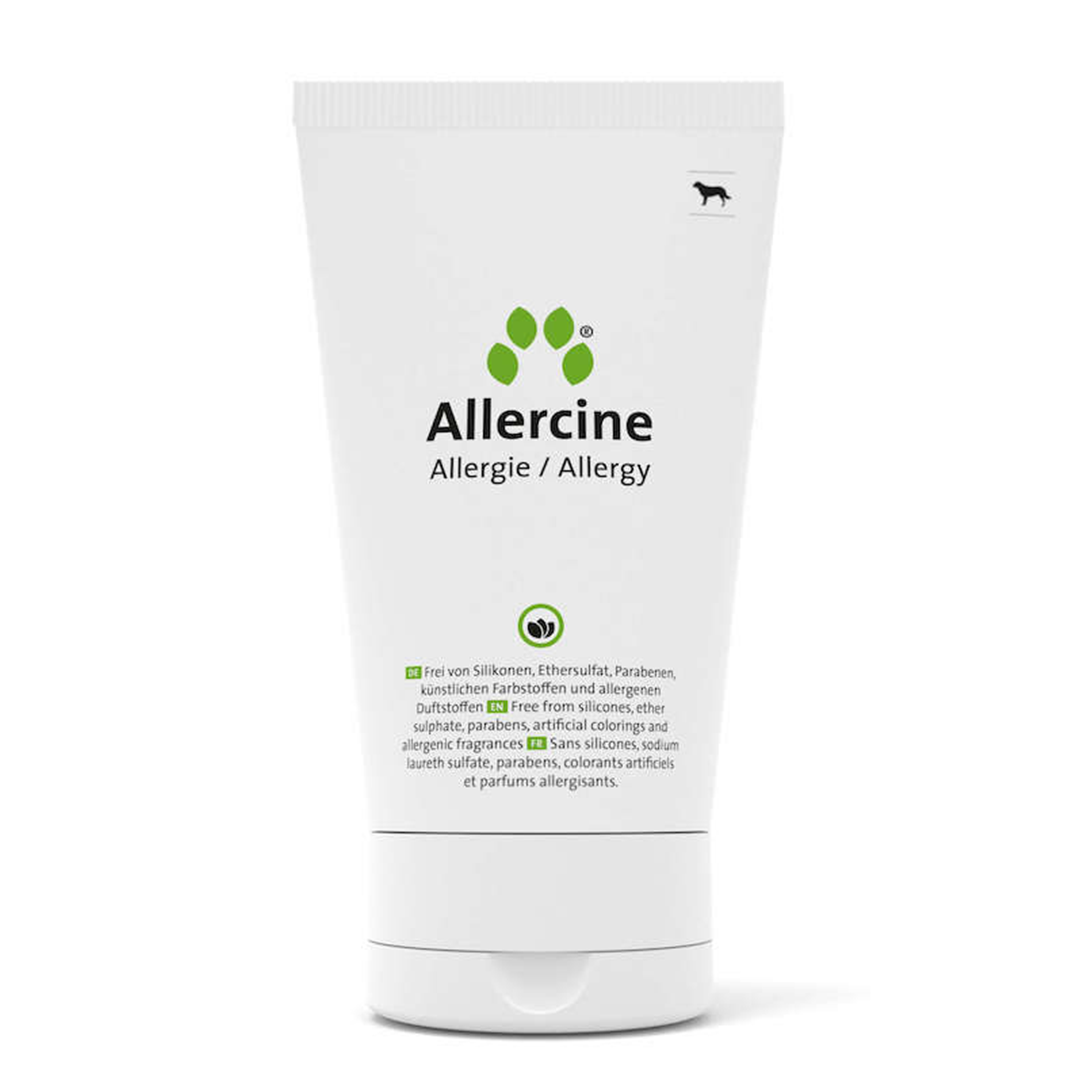 ®
Allercine
Allergie / Allergy
DE Frei von Silikonen, Ethersulfat, Parabenen,
künstlichen Farbstoffen und allergenen
Duftstoffen EN Free from silicones, ether
sulphate, parabens, artificial colorings and
allergenic fragrances FR Sans silicones, sodium
laureth sulfate, parabens, colorants artificiels
et parfums allergisants.